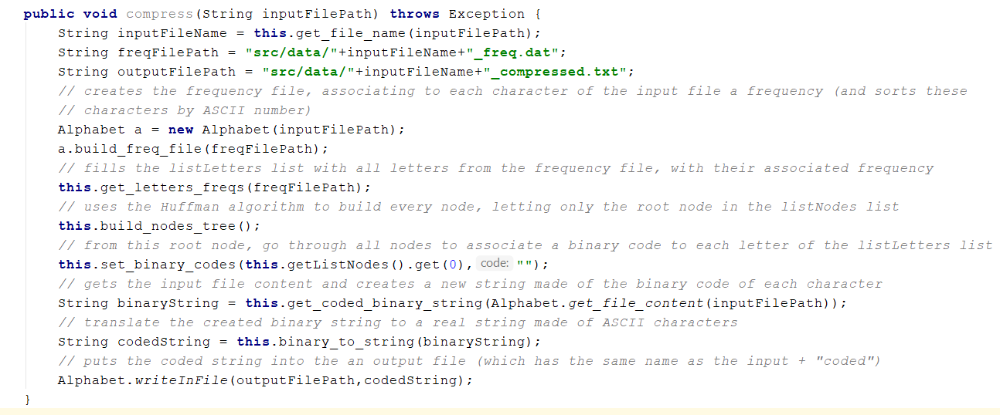 public void compress(String inputFilePath) throws Exception {
    String inputFileName = this.get_file_name(inputFilePath);
    String freqFilePath = "src/data/"+inputFileName+"_freq.dat";
    String outputFilePath = "src/data/"+inputFileName+"_compressed.txt";
    // creates the frequency file, associating to each character of the input file a frequency (and sorts these
    // characters by ASCII number)
    Alphabet a = new Alphabet(inputFilePath);
    a.build_freq_file(freqFilePath);
    // fills the listLetters list with all letters from the frequency file, with their associated frequency
    this.get_letters_freqs(freqFilePath);
    // uses the Huffman algorithm to build every node, letting only the root node in the listNodes list
    this.build_nodes_tree();
    // from this root node, go through all nodes to associate a binary code to each letter of the listLetters list
    this.set_binary_codes(this.getListNodes().get(0), code: "");
    // gets the input file content and creates a new string made of the binary code of each character
    String binaryString = this.get_coded_binary_string(Alphabet.get_file_content(inputFilePath));
    // translate the created binary string to a real string made of ASCII characters
    String codedString = this.binary_to_string(binaryString);
    // puts the coded string into the an output file (which has the same name as the input + "coded")
    Alphabet.writeInFile(outputFilePath,codedString);
}